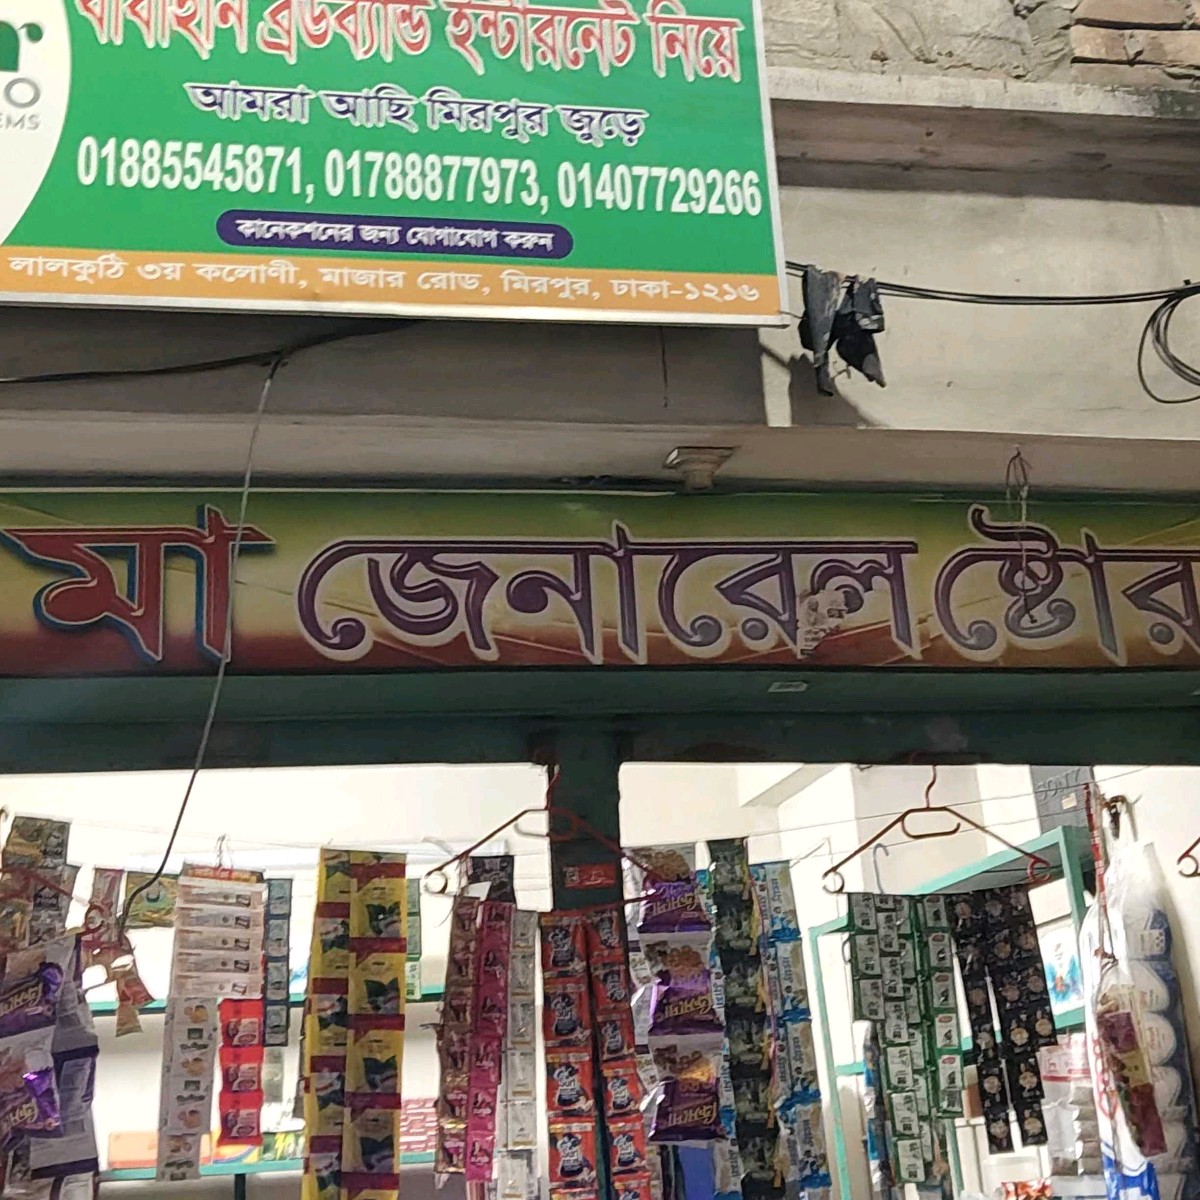 ব্রডব্যান্ড ইন্টারনেট নিয়ে
আমরা আছি মিরপুর জুড়ে
01885545871, 01788877973, 01407729266
কানেকশনের জন্য যোগাযোগ করুন
লালকুঠি ৩য় কলোণী, মাজার রোড, মিরপুর, ঢাকা-১২১৬
মা জেনারেল ষ্টোর